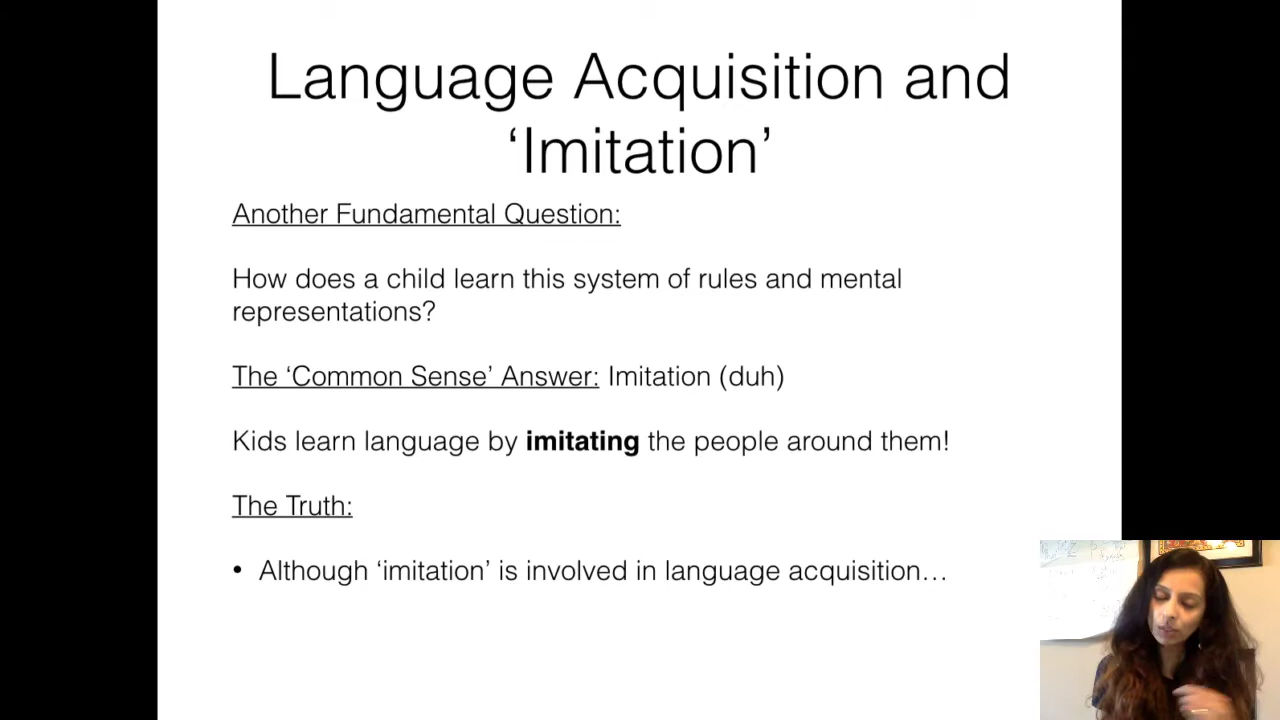 Language Acquisition and
‘Imitation’
Another Fundamental Question:
How does a child learn this system of rules and mental
representations?
The ‘Common Sense’ Answer: Imitation (duh)
Kids learn language by imitating the people around them!
The Truth:
• Although ‘imitation’ is involved in language acquisition…